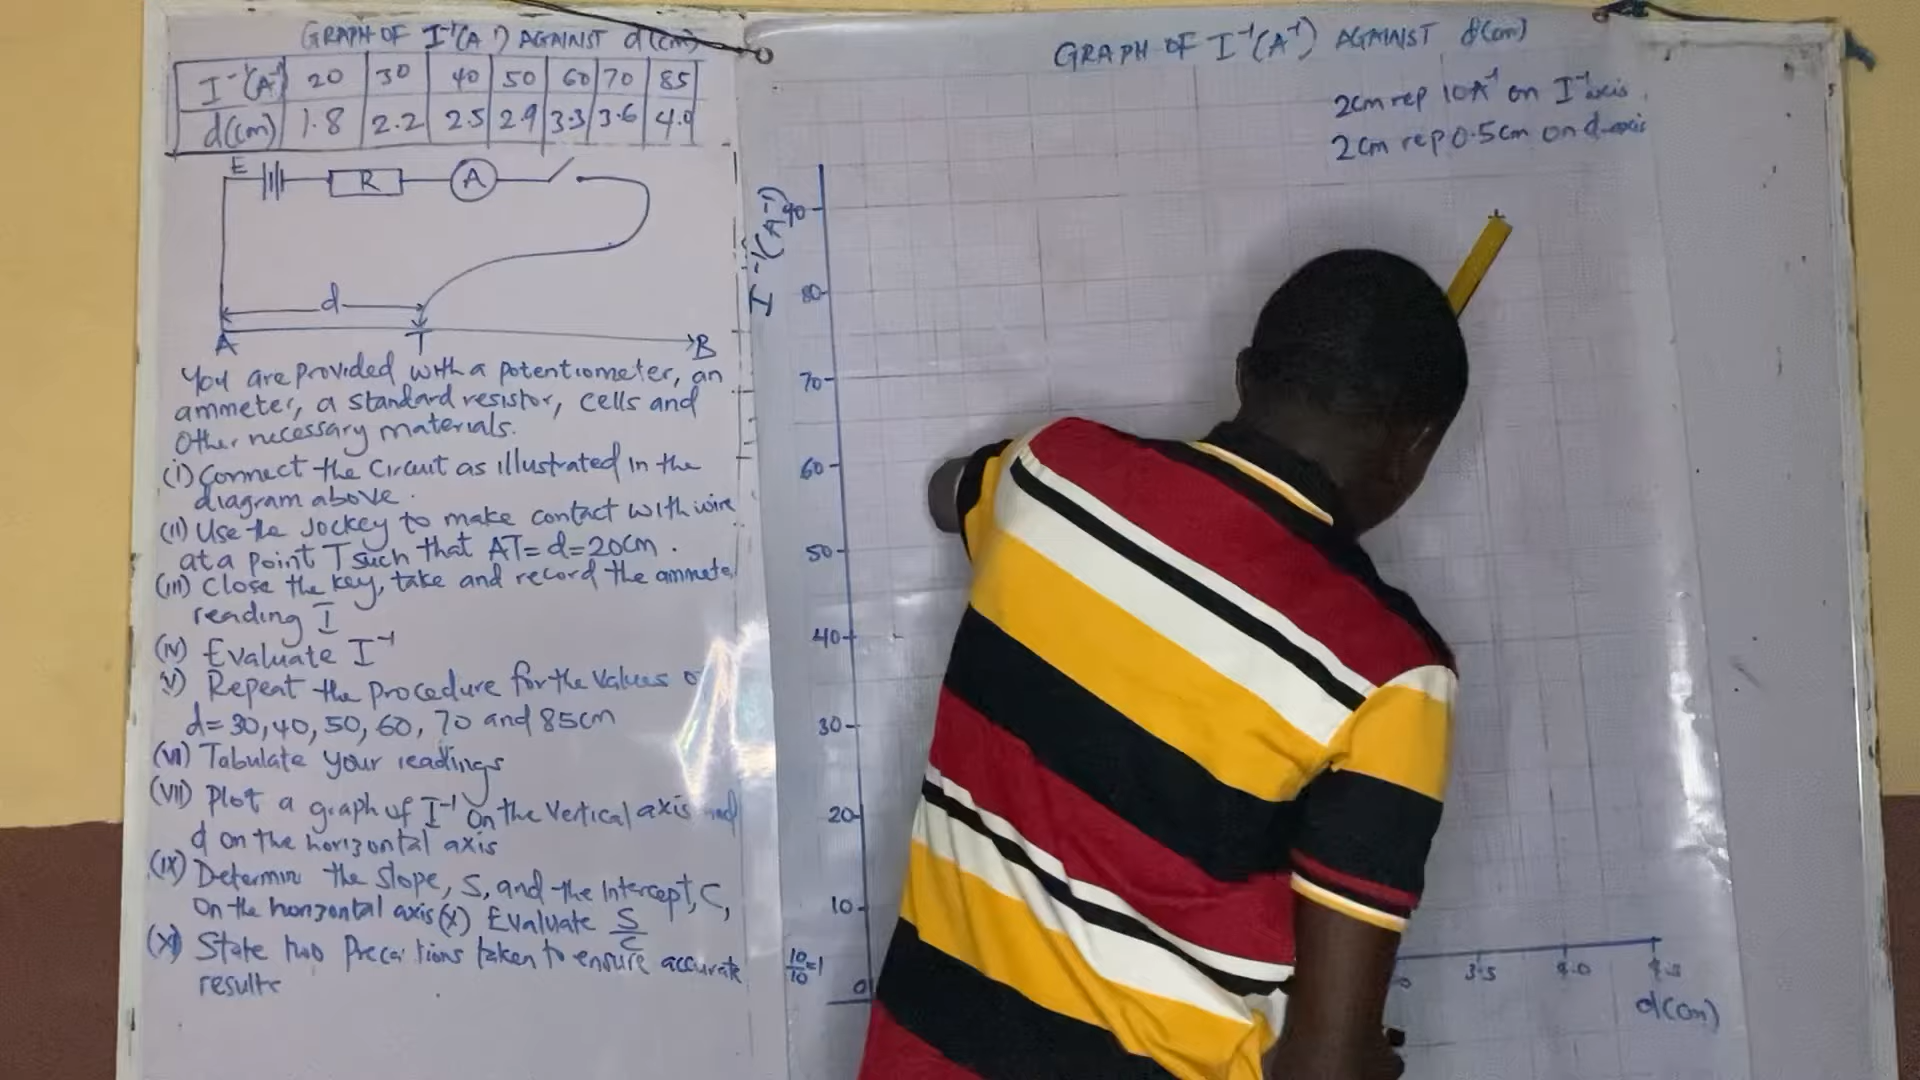 GRAPH OF I⁻¹(A⁻¹) AGAINST d(cm)
I⁻¹(A⁻¹) 20 30 40 50 60 70 85
d(cm) 1.8 2.2 2.5 2.9 3.3 3.6 4.0
E R A
d
A T B
You are provided with a potentiometer, an
ammeter, a standard resistor, cells and
other necessary materials.
(i) Connect the circuit as illustrated in the
diagram above.
(ii) Use the Jockey to make contact with wire
at a point T such that AT = d = 20cm.
(iii) Close the key, take and record the ammeter
reading I
(iv) Evaluate I⁻¹
(v) Repeat the procedure for the values
d = 30, 40, 50, 60, 70 and 85cm
(vi) Tabulate your readings
(vii) Plot a graph of I⁻¹ on the vertical axis and
d on the horizontal axis
(ix) Determin the slope, S, and the Intercept, C,
on the honzontal axis (x) Evaluate S/C
(xi) State two precautions taken to ensure accurate
results
GRAPH OF I⁻¹(A⁻¹) AGAINST d(cm)
2cm rep 10A⁻¹ on I⁻¹ axis
2cm rep 0.5cm on d-axis
I⁻¹(A⁻¹)
90
80
70
60
50
40
30
20
10
10/10=1
0 3.5 4.0 4.5
d(cm)